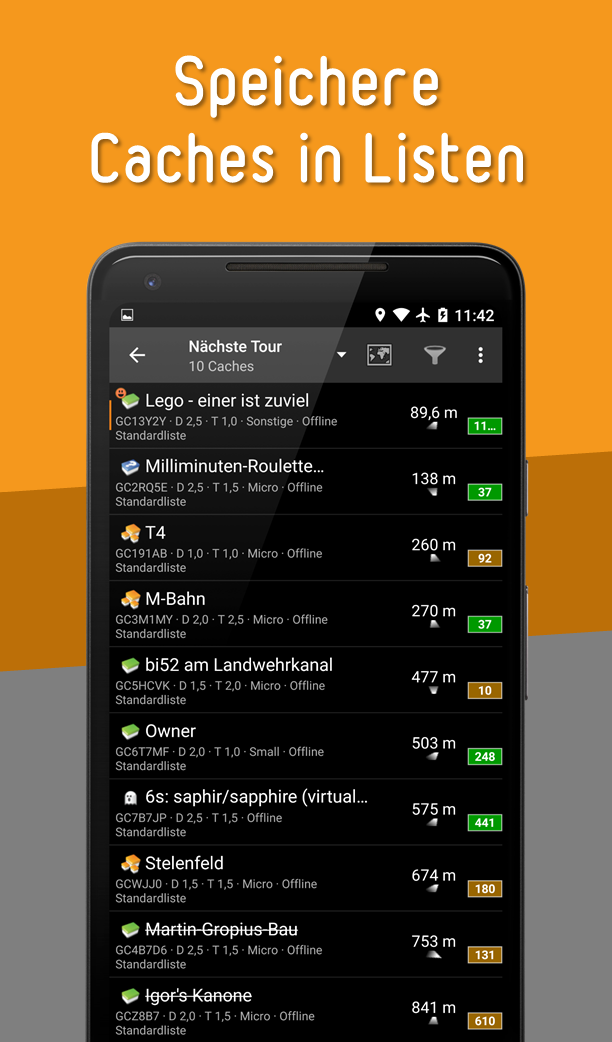 Speichere
Caches in Listen
11:42
Nächste Tour
10 Caches
Lego - einer ist zuviel
GC13Y2Y · D 2,5 · T 1,0 · Sonstige · Offline
Standardliste
89,6 m
11...
Milliminuten-Roulette...
GC2RQ5E · D 2,5 · T 1,5 · Micro · Offline
Standardliste
138 m
37
T4
GC191AB · D 1,0 · T 1,0 · Micro · Offline
Standardliste
260 m
92
M-Bahn
GC3M1MY · D 2,0 · T 2,5 · Micro · Offline
Standardliste
270 m
37
bi52 am Landwehrkanal
GC5HCVK · D 1,5 · T 2,0 · Micro · Offline
Standardliste
477 m
10
Owner
GC6T7MF · D 2,0 · T 1,0 · Small · Offline
Standardliste
503 m
248
6s: saphir/sapphire (virtual...
GC7B7JP · D 2,5 · T 1,5 · Offline
Standardliste
575 m
441
Stelenfeld
GCWJJ0 · D 1,5 · T 1,5 · Micro · Offline
Standardliste
674 m
180
Martin-Gropius-Bau
GC4B7D6 · D 2,5 · T 1,5 · Micro · Offline
Standardliste
753 m
131
Igor's Kanone
GCZ8B7 · D 2,0 · T 1,5 · Micro · Offline
Standardliste
841 m
610